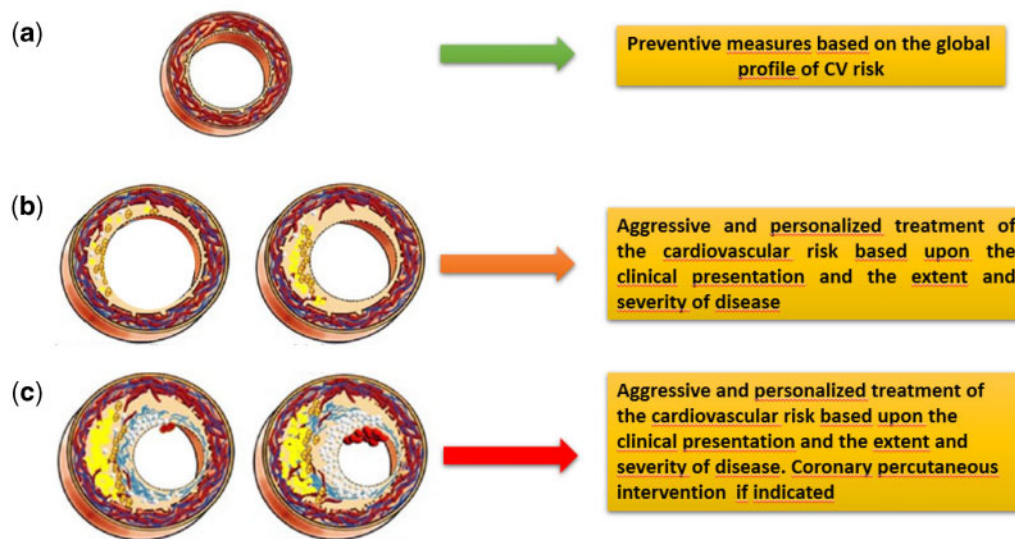 (a)
Preventive measures based on the global
profile of CV risk
(b)
Aggressive and personalized treatment of
the cardiovascular risk based upon the
clinical presentation and the extent and
severity of disease
(c)
Aggressive and personalized treatment of
the cardiovascular risk based upon the
clinical presentation and the extent and
severity of disease. Coronary percutaneous
intervention if indicated